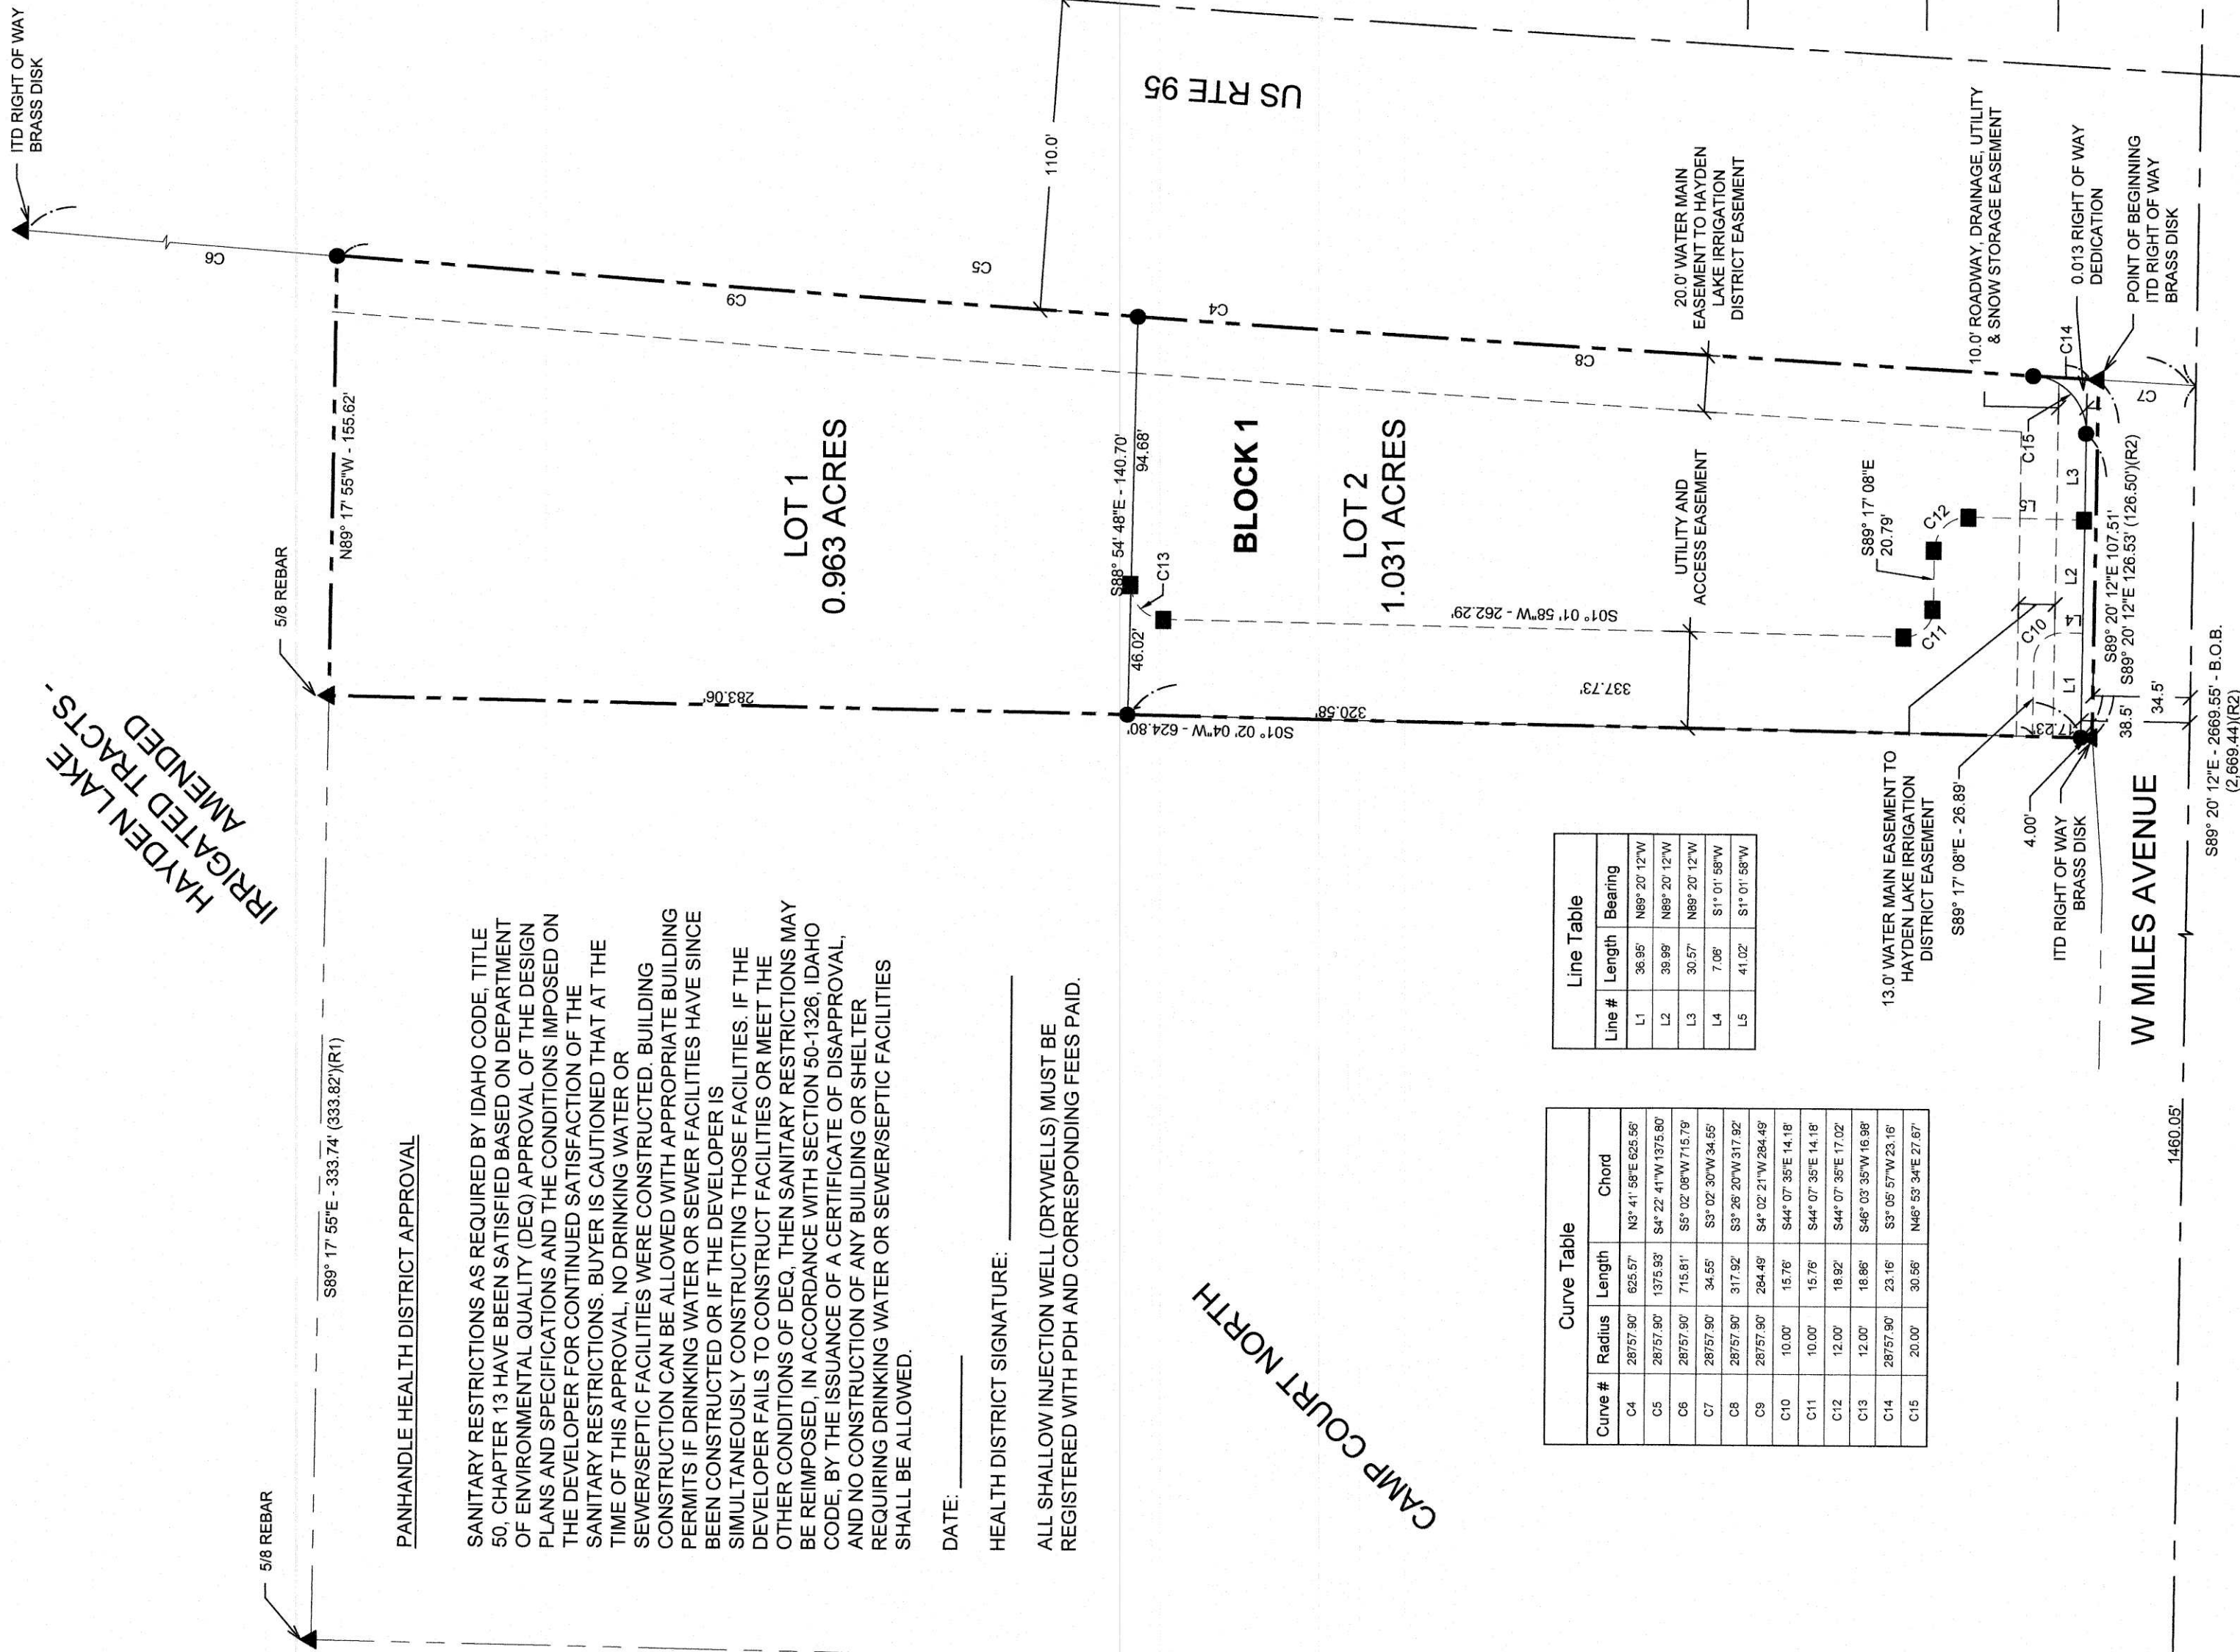 ITD RIGHT OF WAY
BRASS DISK
C6
HAYDEN LAKE
IRRIGATED TRACTS -
AMENDED
5/8 REBAR
5/8 REBAR
N89° 17' 55"W - 155.62'
S89° 17' 55"E - 333.74' (333.82')(R1)
110.0'
US RTE 95
C5
C9
C4
C8
283.06'
LOT 1
0.963 ACRES
S88° 54' 48"E - 140.70'
46.02'
94.68'
C13
BLOCK 1
LOT 2
1.031 ACRES
S01° 02' 04"W - 624.80'
320.58'
S01° 01' 58"W - 262.29'
337.73'
UTILITY AND
ACCESS EASEMENT
20.0' WATER MAIN
EASEMENT TO HAYDEN
LAKE IRRIGATION
DISTRICT EASEMENT
S89° 17' 08"E
20.79'
C11
C12
10.0' ROADWAY, DRAINAGE, UTILITY
& SNOW STORAGE EASEMENT
C14
C15
0.013 RIGHT OF WAY
DEDICATION
POINT OF BEGINNING
ITD RIGHT OF WAY
BRASS DISK
C7
L5
L3
L2
L4
L1
C10
17.23'
S89° 20' 12"E 107.51'
S89° 20' 12"E 126.53' (126.50')(R2)
38.5'
34.5'
13.0' WATER MAIN EASEMENT TO
HAYDEN LAKE IRRIGATION
DISTRICT EASEMENT
S89° 17' 08"E - 26.89'
4.00'
ITD RIGHT OF WAY
BRASS DISK
W MILES AVENUE
S89° 20' 12"E - 2669.55' - B.O.B.
(2,669.44)(R2)
1460.05'
PANHANDLE HEALTH DISTRICT APPROVAL
SANITARY RESTRICTIONS AS REQUIRED BY IDAHO CODE, TITLE
50, CHAPTER 13 HAVE BEEN SATISFIED BASED ON DEPARTMENT
OF ENVIRONMENTAL QUALITY (DEQ) APPROVAL OF THE DESIGN
PLANS AND SPECIFICATIONS AND THE CONDITIONS IMPOSED ON
THE DEVELOPER FOR CONTINUED SATISFACTION OF THE
SANITARY RESTRICTIONS. BUYER IS CAUTIONED THAT AT THE
TIME OF THIS APPROVAL, NO DRINKING WATER OR
SEWER/SEPTIC FACILITIES WERE CONSTRUCTED. BUILDING
CONSTRUCTION CAN BE ALLOWED WITH APPROPRIATE BUILDING
PERMITS IF DRINKING WATER OR SEWER FACILITIES HAVE SINCE
BEEN CONSTRUCTED OR IF THE DEVELOPER IS
SIMULTANEOUSLY CONSTRUCTING THOSE FACILITIES. IF THE
DEVELOPER FAILS TO CONSTRUCT FACILITIES OR MEET THE
OTHER CONDITIONS OF DEQ, THEN SANITARY RESTRICTIONS MAY
BE REIMPOSED, IN ACCORDANCE WITH SECTION 50-1326, IDAHO
CODE, BY THE ISSUANCE OF A CERTIFICATE OF DISAPPROVAL,
AND NO CONSTRUCTION OF ANY BUILDING OR SHELTER
REQUIRING DRINKING WATER OR SEWER/SEPTIC FACILITIES
SHALL BE ALLOWED.
DATE:
HEALTH DISTRICT SIGNATURE:
ALL SHALLOW INJECTION WELL (DRYWELLS) MUST BE
REGISTERED WITH PDH AND CORRESPONDING FEES PAID.
CAMP COURT NORTH
Line Table
Line # Length Bearing
L1 36.95' N89° 20' 12"W
L2 39.99' N89° 20' 12"W
L3 30.57' N89° 20' 12"W
L4 7.06' S1° 01' 58"W
L5 41.02' S1° 01' 58"W
Curve Table
Curve # Radius Length Chord
C4 28757.90' 625.57' N3° 41' 58"E 625.56'
C5 28757.90' 1375.93' S4° 22' 41"W 1375.80'
C6 28757.90' 715.81' S5° 02' 08"W 715.79'
C7 28757.90' 34.55' S3° 02' 30"W 34.55'
C8 28757.90' 317.92' S3° 26' 20"W 317.92'
C9 28757.90' 284.49' S4° 02' 21"W 284.49'
C10 10.00' 15.76' S44° 07' 35"E 14.18'
C11 10.00' 15.76' S44° 07' 35"E 14.18'
C12 12.00' 18.92' S44° 07' 35"E 17.02'
C13 12.00' 18.86' S46° 03' 35"W 16.98'
C14 28757.90' 23.16' S3° 05' 57"W 23.16'
C15 20.00' 30.56' N46° 53' 34"E 27.67'